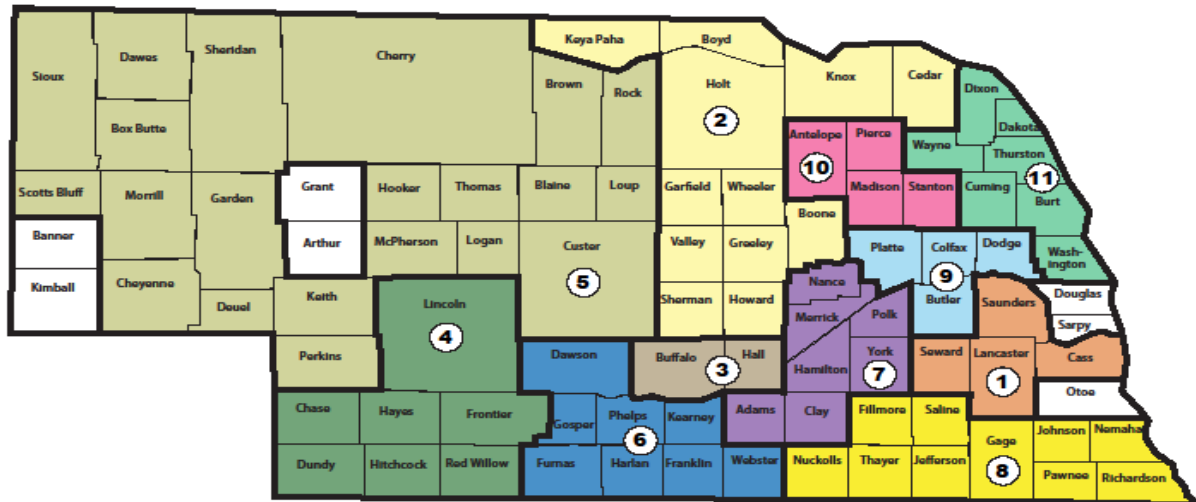 Keya Paha
Boyd
Sheridan
Cherry
Dawes
Sioux
Knox
Cedar
Brown
Rock
Holt
Dixon
2
Box Butte
Antelope
Pierce
Dakota
Wayne
Thurston
10
11
Scotts Bluff
Morrill
Garden
Grant
Hooker
Thomas
Blaine
Loup
Garfield
Wheeler
Madison
Stanton
Cuming
Burt
Boone
Banner
Arthur
McPherson
Logan
Custer
Valley
Greeley
Platte
Colfax
Dodge
Wash-
ington
9
Kimball
Cheyenne
Deuel
Keith
Lincoln
5
Sherman
Howard
Nance
Butler
Saunders
Douglas
Merrick
Polk
Sarpy
4
Perkins
Dawson
Buffalo
Hall
3
Hamilton
York
7
Seward
Lancaster
1
Cass
Otoe
Chase
Hayes
Frontier
Gosper
Phelps
Kearney
Adams
Clay
Fillmore
Saline
6
Gage
Johnson
Nemaha
Dundy
Hitchcock
Red Willow
Furnas
Harlan
Franklin
Webster
Nuckolls
Thayer
Jefferson
8
Pawnee
Richardson